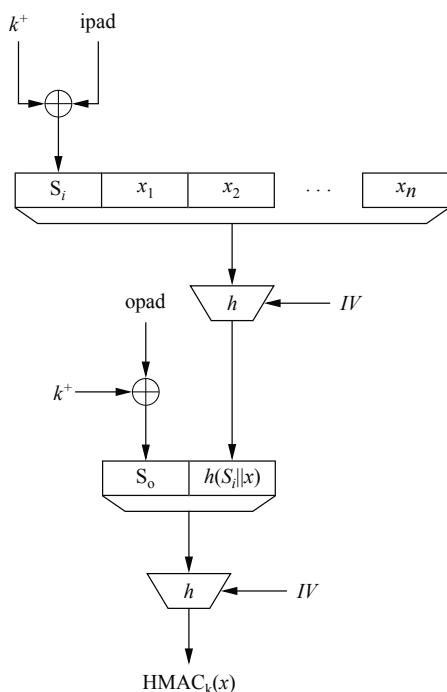 k⁺ ipad
Sᵢ x₁ x₂ . . . xₙ
h IV
opad
k⁺
Sₒ h(Sᵢ||x)
h IV
HMACₖ(x)